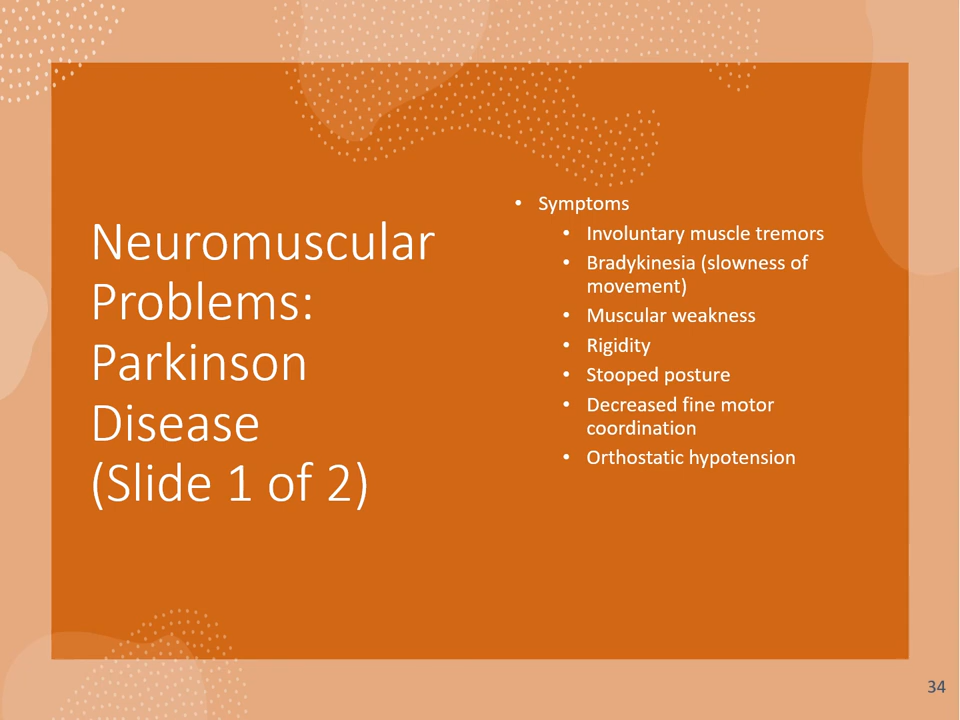 Neuromuscular
Problems:
Parkinson
Disease
(Slide 1 of 2)
• Symptoms
• Involuntary muscle tremors
• Bradykinesia (slowness of
movement)
• Muscular weakness
• Rigidity
• Stooped posture
• Decreased fine motor
coordination
• Orthostatic hypotension
34